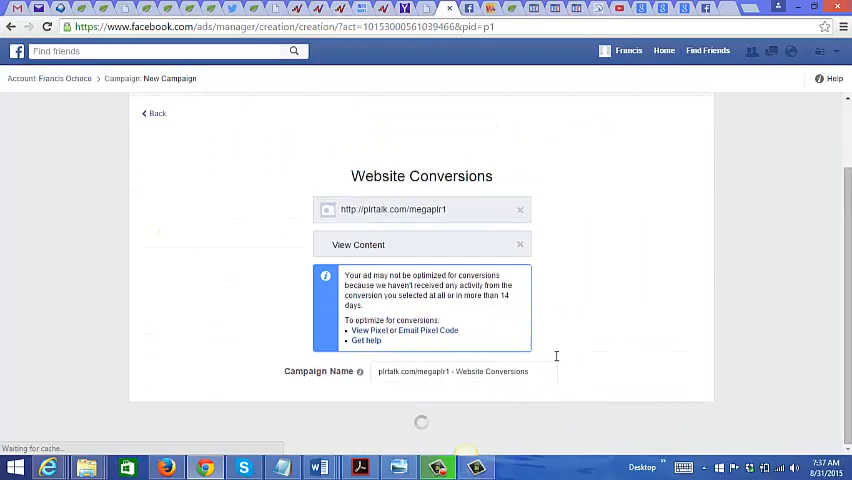 https://www.facebook.com/ads/manager/creation/creation/?act=10153000561039466&pid=p1
Find friends
Francis
Home
Find Friends
Account: Francis Ochoco
Campaign: New Campaign
Help
Back
Website Conversions
http://plrtalk.com/megaplr1
View Content
Your ad may not be optimized for conversions
because we haven't received any activity from the
conversion you selected at all or in more than 14
days.
To optimize for conversions:
View Pixel or Email Pixel Code
Get help
Campaign Name
plrtalk.com/megaplr1 - Website Conversions
Waiting for cache...
Desktop
7:37 AM
8/31/2015